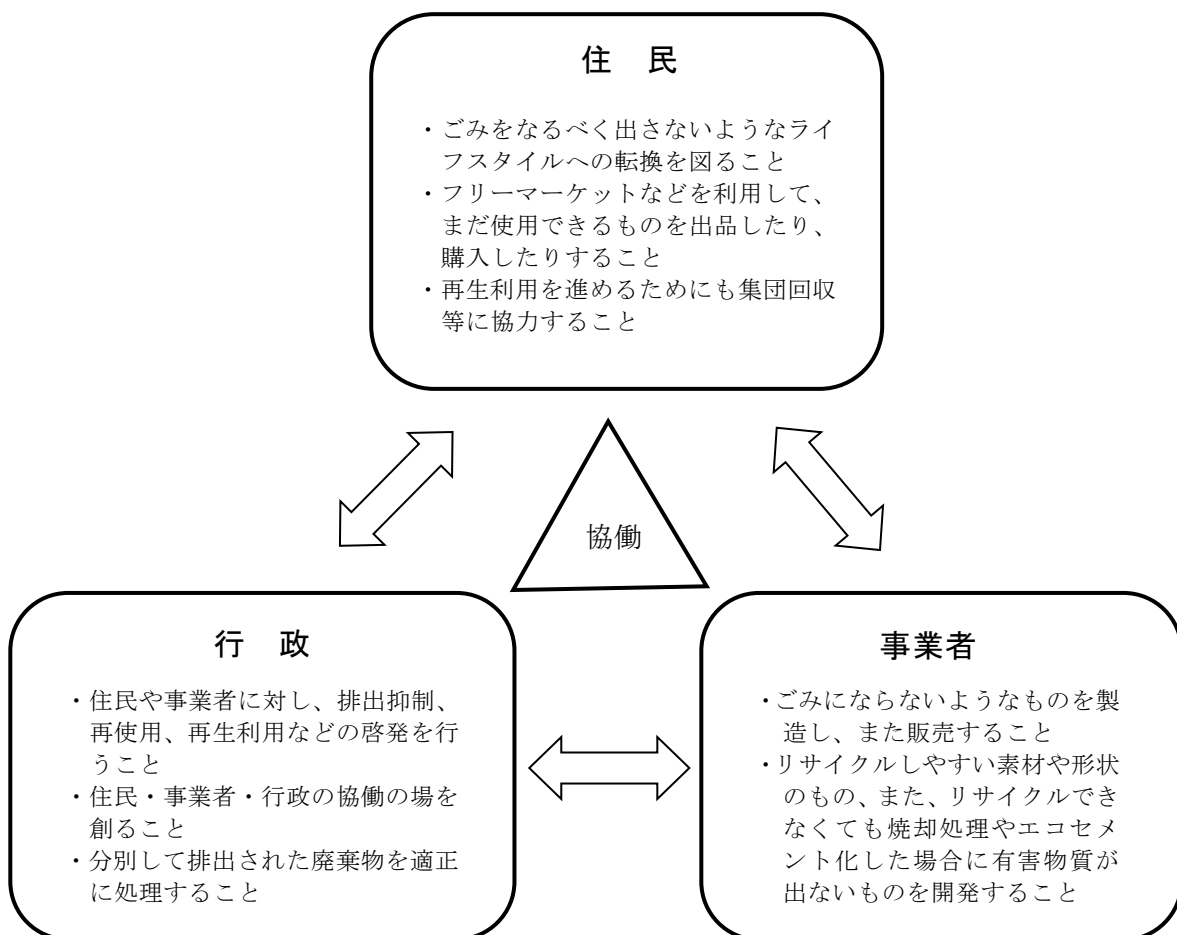 住　民
・ごみをなるべく出さないようなライ
フスタイルへの転換を図ること
・フリーマーケットなどを利用して、
まだ使用できるものを出品したり、
購入したりすること
・再生利用を進めるためにも集団回収
等に協力すること
協働
行　政
・住民や事業者に対し、排出抑制、
再使用、再生利用などの啓発を行
うこと
・住民・事業者・行政の協働の場を
創ること
・分別して排出された廃棄物を適正
に処理すること
事業者
・ごみにならないようなものを製
造し、また販売すること
・リサイクルしやすい素材や形状
のもの、また、リサイクルでき
なくても焼却処理やエコセメ
ント化した場合に有害物質が
出ないものを開発すること